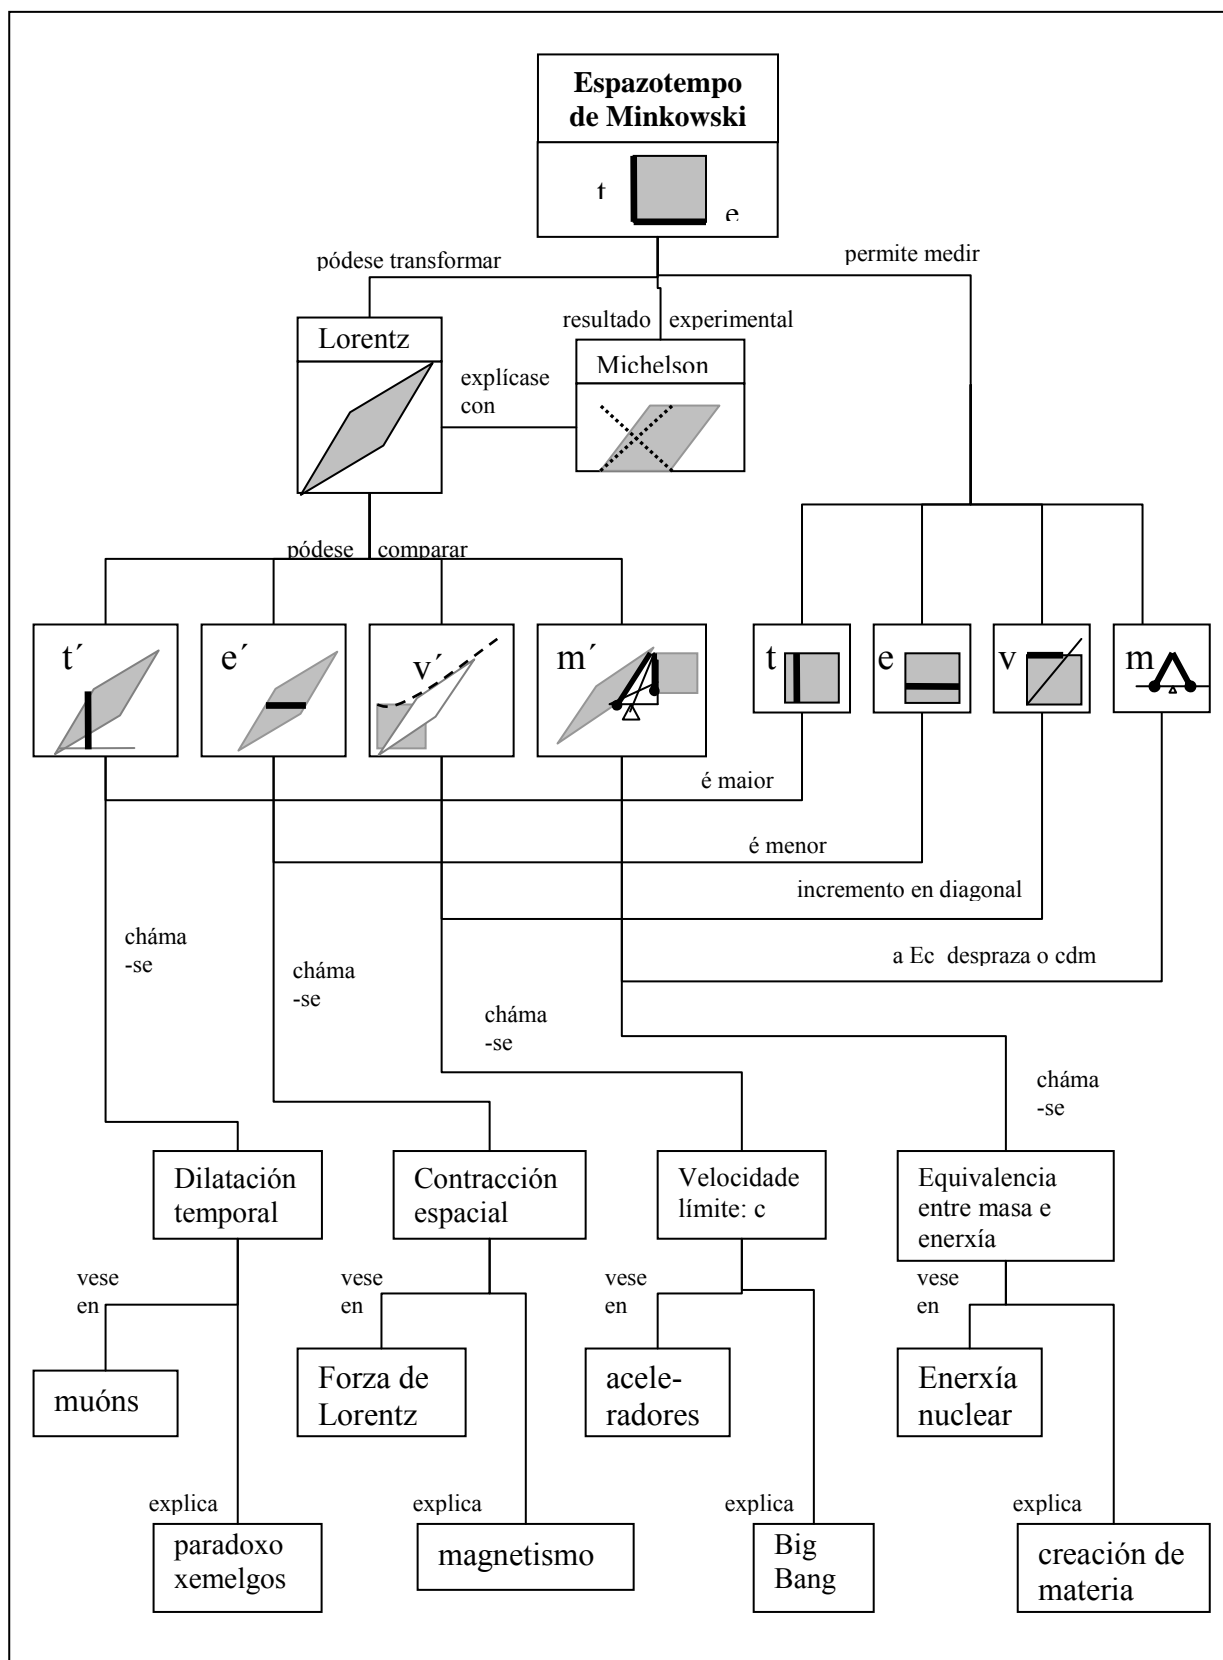 Espazotempo
de Minkowski
t
e
pódese transformar
permite medir
resultado experimental
Lorentz
Michelson
explícase
con
pódese comparar
t´
e´
v´
m´
t
e
v
m
é maior
é menor
incremento en diagonal
a Ec despraza o cdm
cháma
-se
cháma
-se
cháma
-se
cháma
-se
Dilatación
temporal
Contracción
espacial
Velocidade
límite: c
Equivalencia
entre masa e
enerxía
vese
en
vese
en
vese
en
vese
en
muóns
Forza de
Lorentz
acele-
radores
Enerxía
nuclear
explica
explica
explica
explica
paradoxo
xemelgos
magnetismo
Big
Bang
creación de
materia